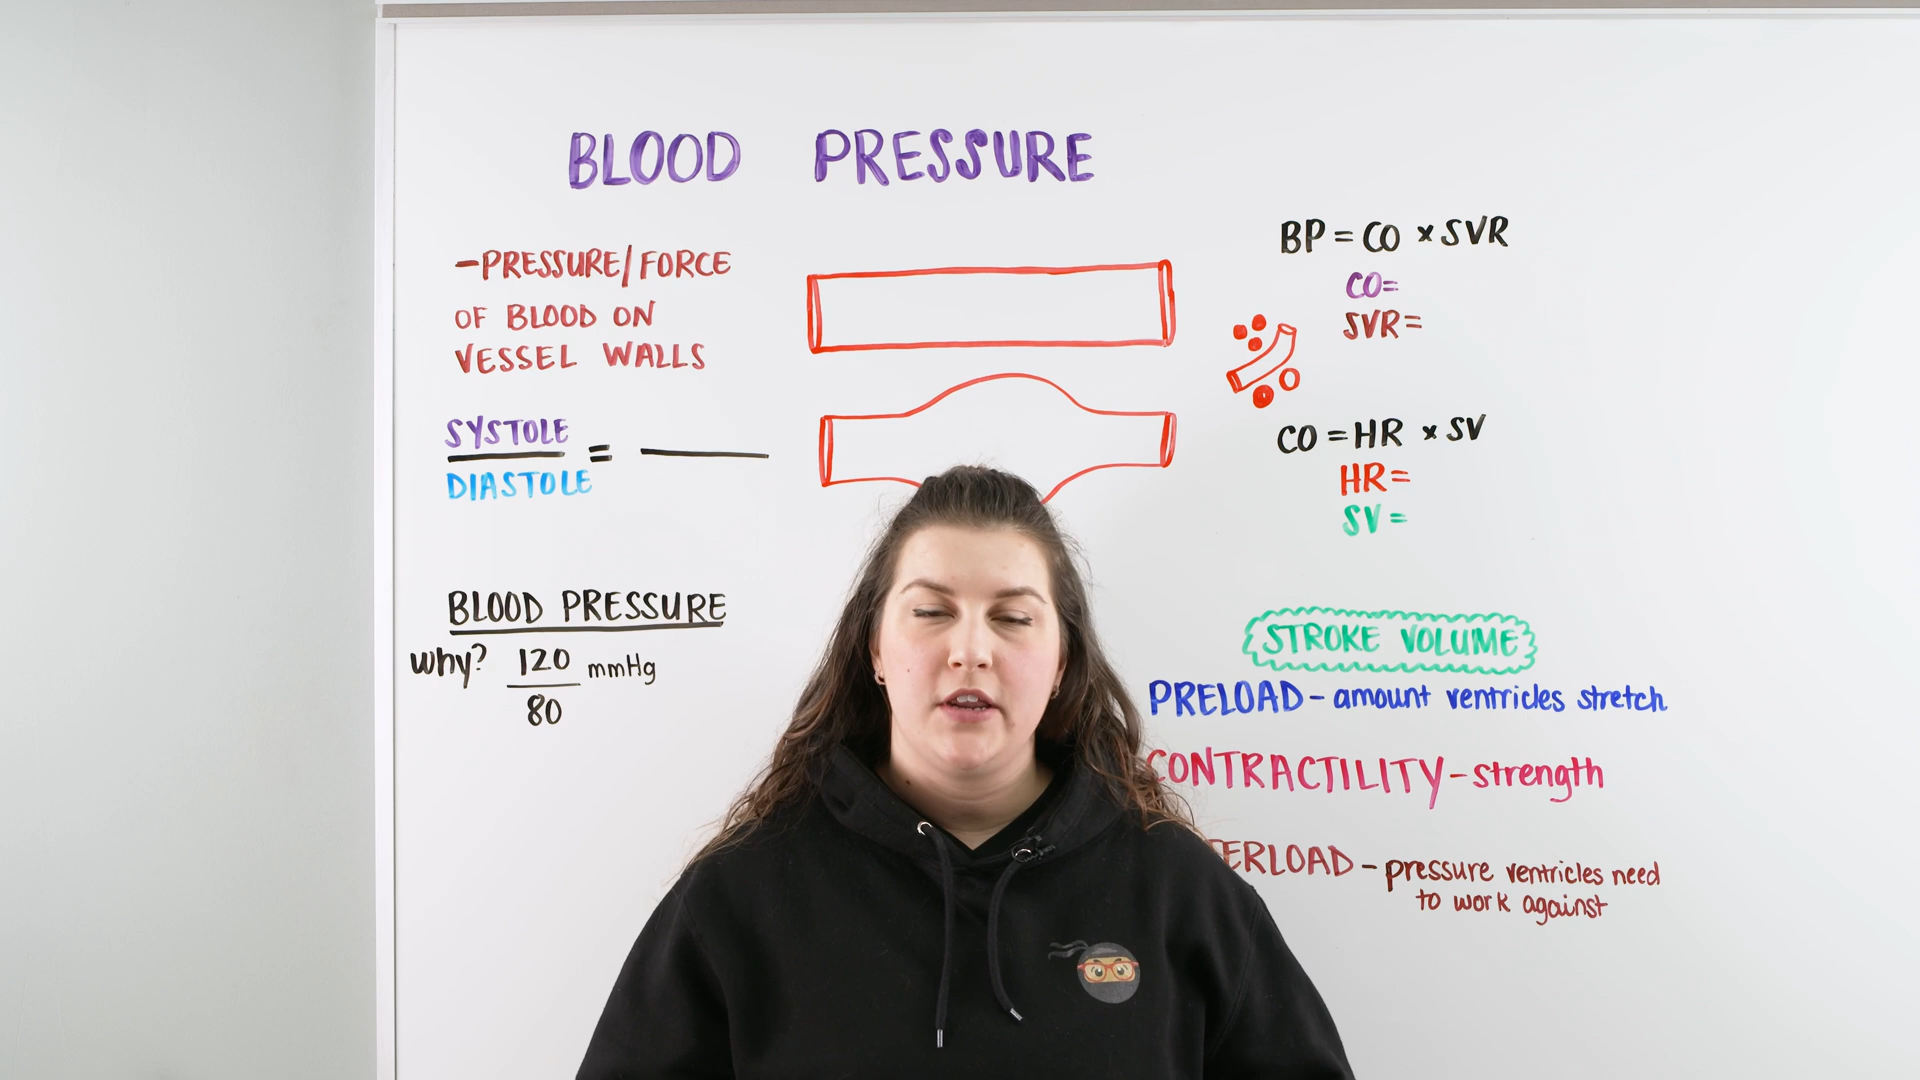 BLOOD PRESSURE
-PRESSURE/FORCE
OF BLOOD ON
VESSEL WALLS
SYSTOLE
DIASTOLE
=
BLOOD PRESSURE
why? 120 mmHg
80
BP = CO x SVR
CO=
SVR=
CO = HR x SV
HR=
SV=
STROKE VOLUME
PRELOAD - amount ventricles stretch
CONTRACTILITY - strength
ERLOAD - pressure ventricles need
to work against